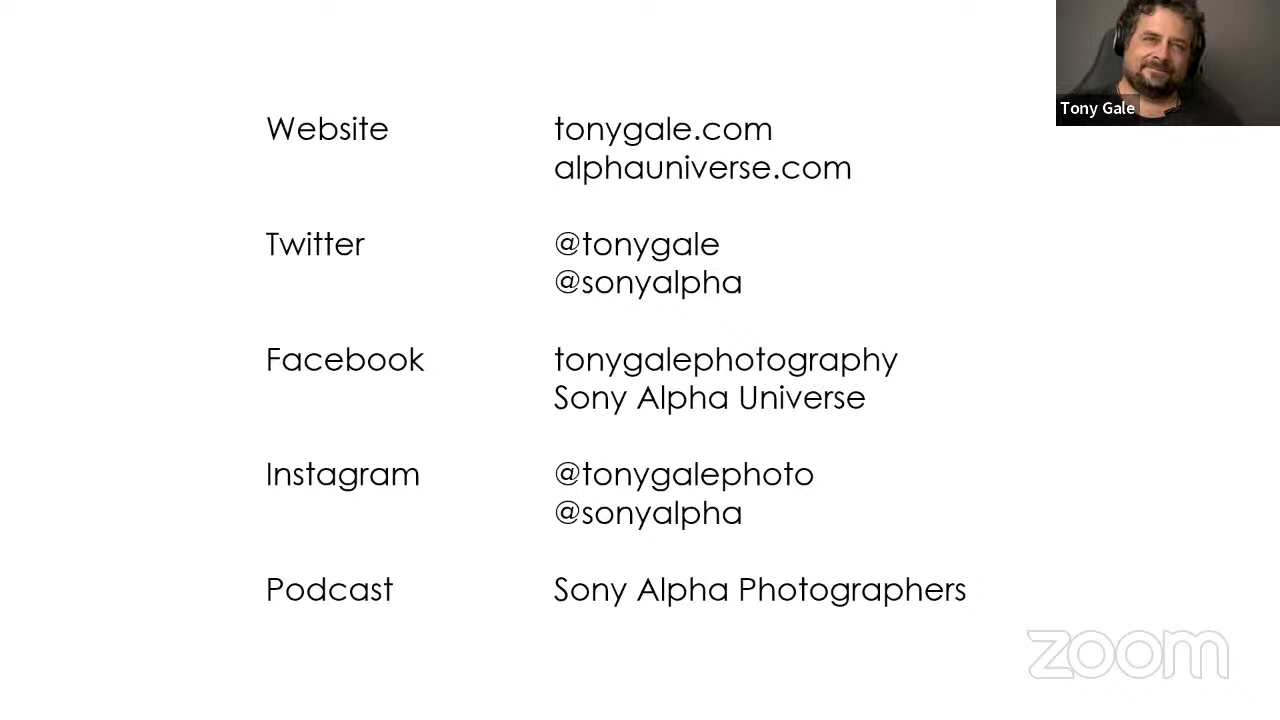 Tony Gale
Website tonygale.com
alphauniverse.com
Twitter @tonygale
@sonyalpha
Facebook tonygalephotography
Sony Alpha Universe
Instagram @tonygalephoto
@sonyalpha
Podcast Sony Alpha Photographers
zoom